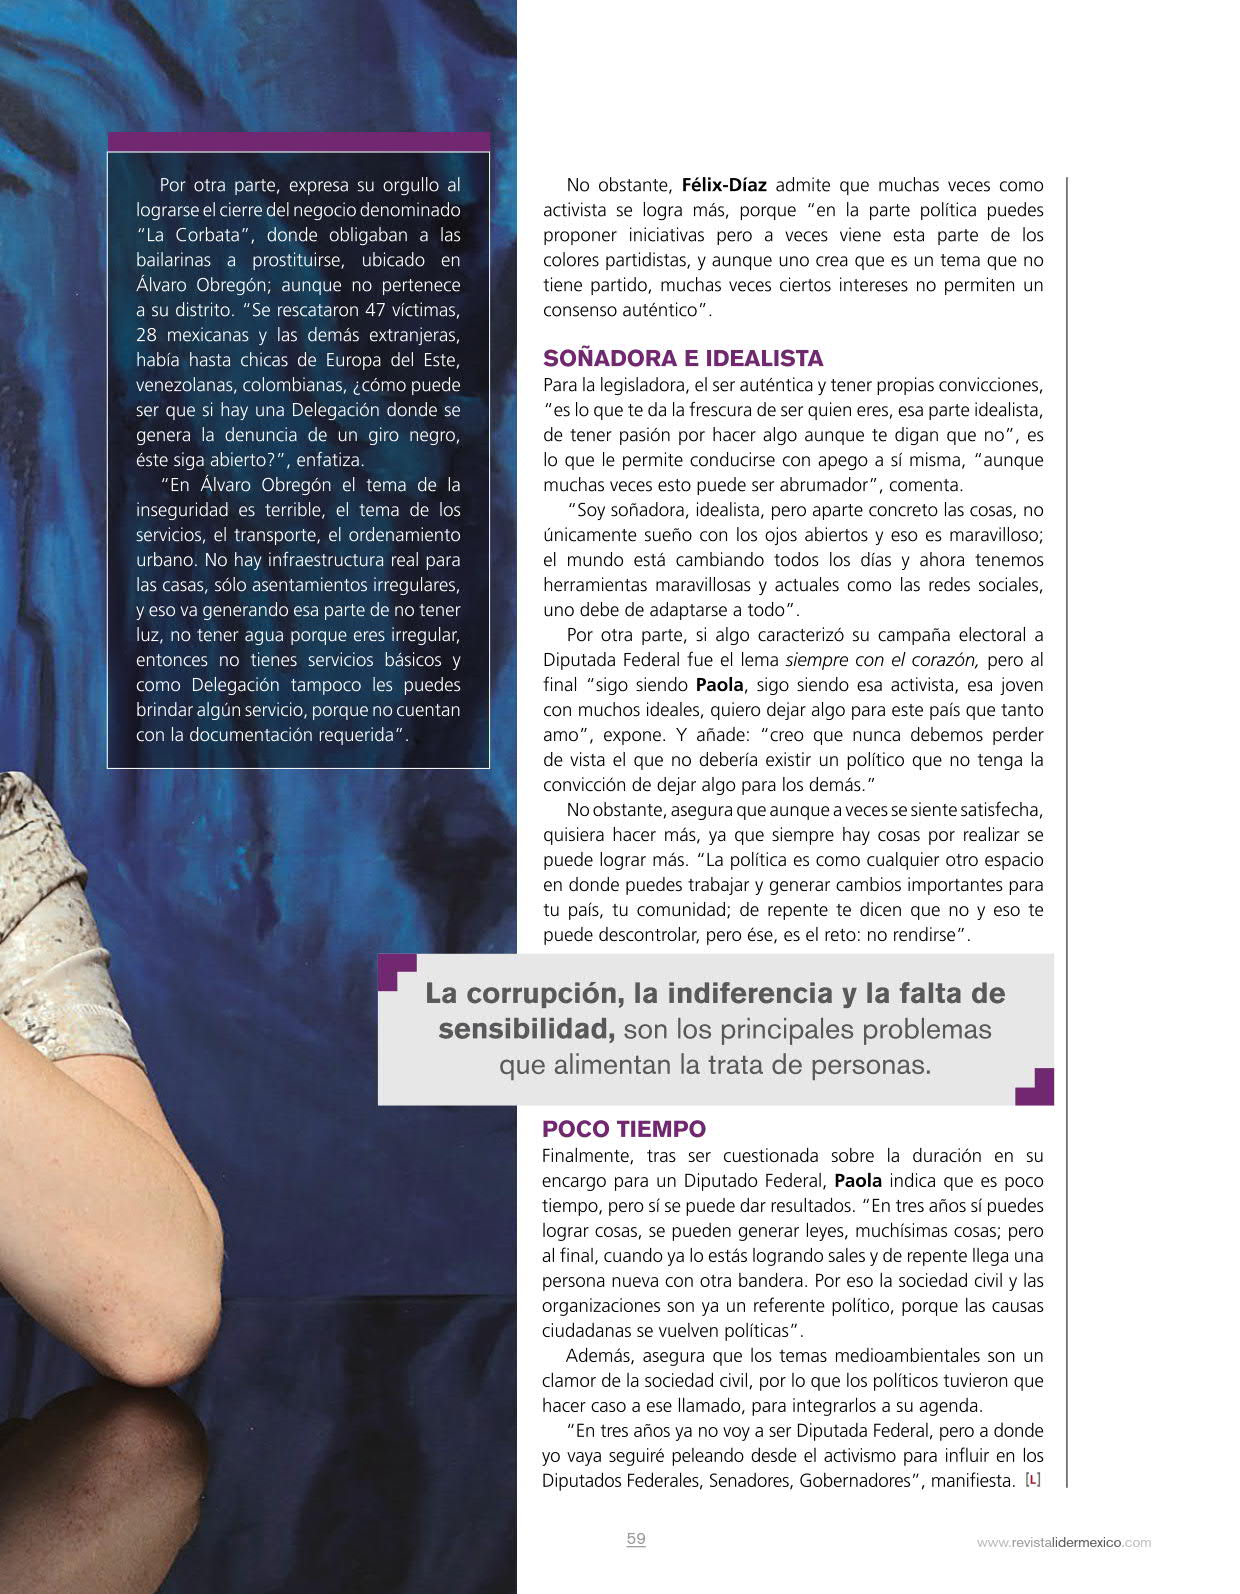 Por otra parte, expresa su orgullo al
lograrse el cierre del negocio denominado
“La Corbata”, donde obligaban a las
bailarinas a prostituirse, ubicado en
Álvaro Obregón; aunque no pertenece
a su distrito. “Se rescataron 47 víctimas,
28 mexicanas y las demás extranjeras,
había hasta chicas de Europa del Este,
venezolanas, colombianas, ¿cómo puede
ser que si hay una Delegación donde se
genera la denuncia de un giro negro,
éste siga abierto?”, enfatiza.
“En Álvaro Obregón el tema de la
inseguridad es terrible, el tema de los
servicios, el transporte, el ordenamiento
urbano. No hay infraestructura real para
las casas, sólo asentamientos irregulares,
y eso va generando esa parte de no tener
luz, no tener agua porque eres irregular,
entonces no tienes servicios básicos y
como Delegación tampoco les puedes
brindar algún servicio, porque no cuentan
con la documentación requerida”.
No obstante, Félix-Díaz admite que muchas veces como
activista se logra más, porque “en la parte política puedes
proponer iniciativas pero a veces viene esta parte de los
colores partidistas, y aunque uno crea que es un tema que no
tiene partido, muchas veces ciertos intereses no permiten un
consenso auténtico”.
SOÑADORA E IDEALISTA
Para la legisladora, el ser auténtica y tener propias convicciones,
“es lo que te da la frescura de ser quien eres, esa parte idealista,
de tener pasión por hacer algo aunque te digan que no”, es
lo que le permite conducirse con apego a sí misma, “aunque
muchas veces esto puede ser abrumador”, comenta.
“Soy soñadora, idealista, pero aparte concreto las cosas, no
únicamente sueño con los ojos abiertos y eso es maravilloso;
el mundo está cambiando todos los días y ahora tenemos
herramientas maravillosas y actuales como las redes sociales,
uno debe de adaptarse a todo”.
Por otra parte, si algo caracterizó su campaña electoral a
Diputada Federal fue el lema siempre con el corazón, pero al
final “sigo siendo Paola, sigo siendo esa activista, esa joven
con muchos ideales, quiero dejar algo para este país que tanto
amo”, expone. Y añade: “creo que nunca debemos perder
de vista el que no debería existir un político que no tenga la
convicción de dejar algo para los demás.”
No obstante, asegura que aunque a veces se siente satisfecha,
quisiera hacer más, ya que siempre hay cosas por realizar se
puede lograr más. “La política es como cualquier otro espacio
en donde puedes trabajar y generar cambios importantes para
tu país, tu comunidad; de repente te dicen que no y eso te
puede descontrolar, pero ése, es el reto: no rendirse”.
La corrupción, la indiferencia y la falta de
sensibilidad, son los principales problemas
que alimentan la trata de personas.
POCO TIEMPO
Finalmente, tras ser cuestionada sobre la duración en su
encargo para un Diputado Federal, Paola indica que es poco
tiempo, pero sí se puede dar resultados. “En tres años sí puedes
lograr cosas, se pueden generar leyes, muchísimas cosas; pero
al final, cuando ya lo estás logrando sales y de repente llega una
persona nueva con otra bandera. Por eso la sociedad civil y las
organizaciones son ya un referente político, porque las causas
ciudadanas se vuelven políticas”.
Además, asegura que los temas medioambientales son un
clamor de la sociedad civil, por lo que los políticos tuvieron que
hacer caso a ese llamado, para integrarlos a su agenda.
“En tres años ya no voy a ser Diputada Federal, pero a donde
yo vaya seguiré peleando desde el activismo para influir en los
Diputados Federales, Senadores, Gobernadores”, manifiesta. [L]
59
www.revistalidermexico.com